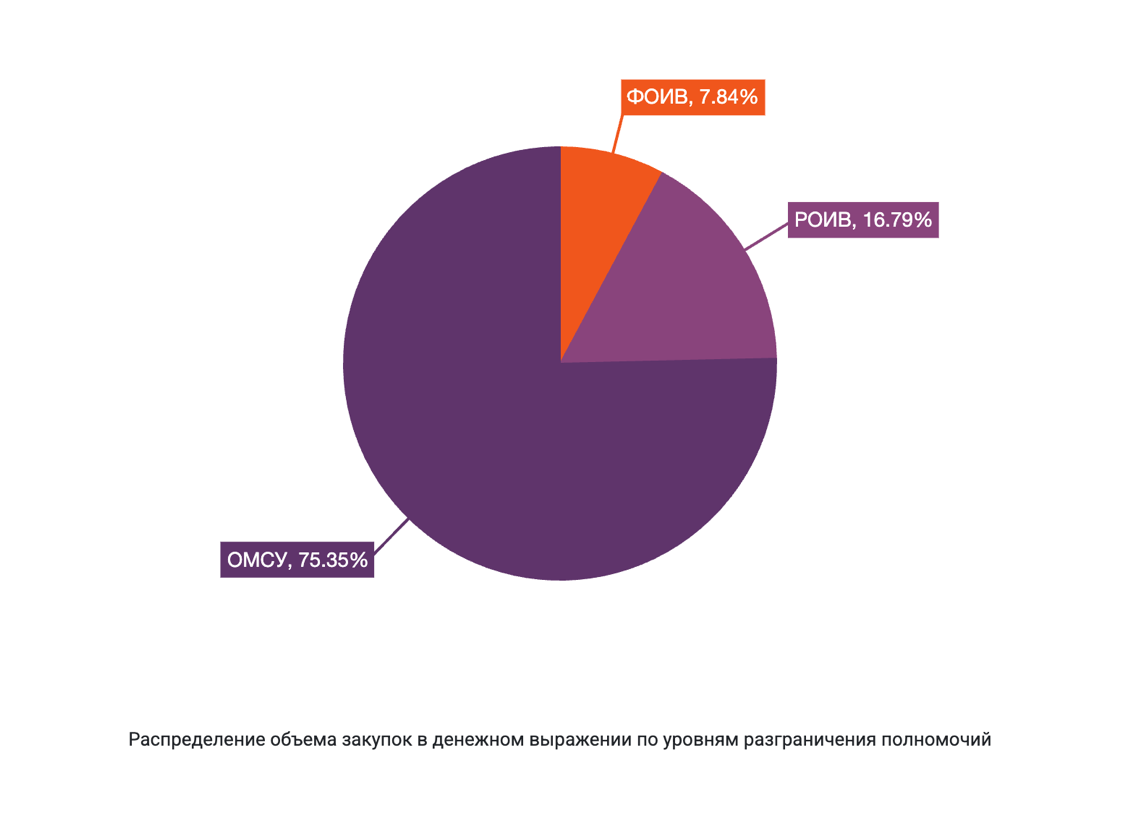 ФОИВ, 7.84%
РОИВ, 16.79%
ОМСУ, 75.35%
Распределение объема закупок в денежном выражении по уровням разграничения полномочий